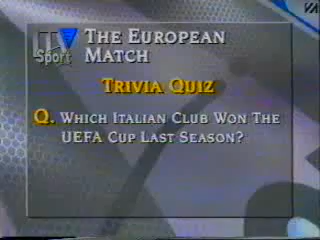 ITV
Sport
THE EUROPEAN
MATCH
TRIVIA QUIZ
Q. WHICH ITALIAN CLUB WON THE
UEFA CUP LAST SEASON?